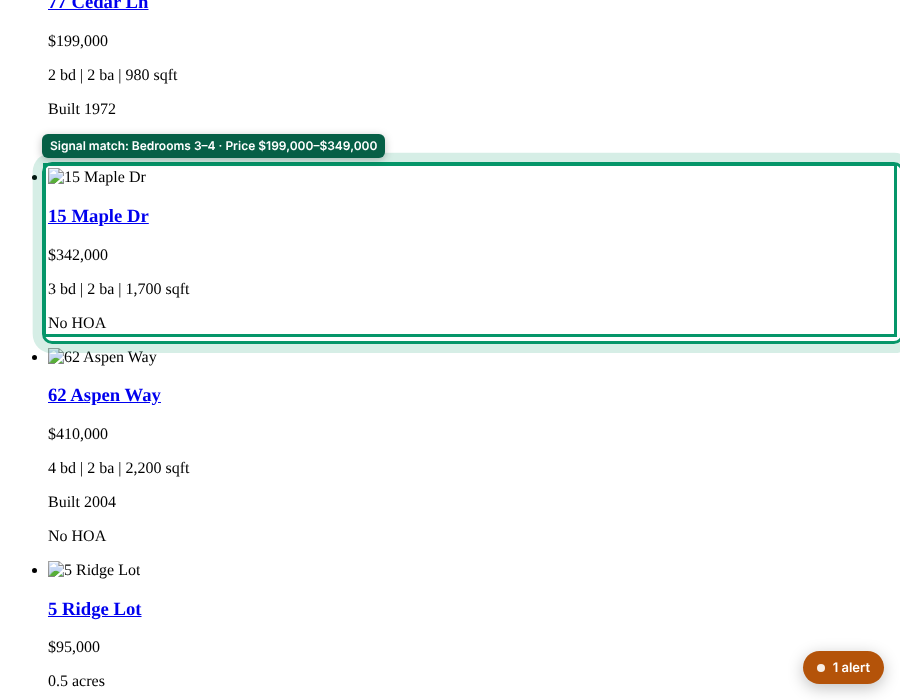 77 Cedar Ln
$199,000
2 bd | 2 ba | 980 sqft
Built 1972
Signal match: Bedrooms 3–4 · Price $199,000–$349,000
15 Maple Dr
15 Maple Dr
$342,000
3 bd | 2 ba | 1,700 sqft
No HOA
62 Aspen Way
62 Aspen Way
$410,000
4 bd | 2 ba | 2,200 sqft
Built 2004
No HOA
5 Ridge Lot
5 Ridge Lot
$95,000
0.5 acres
1 alert